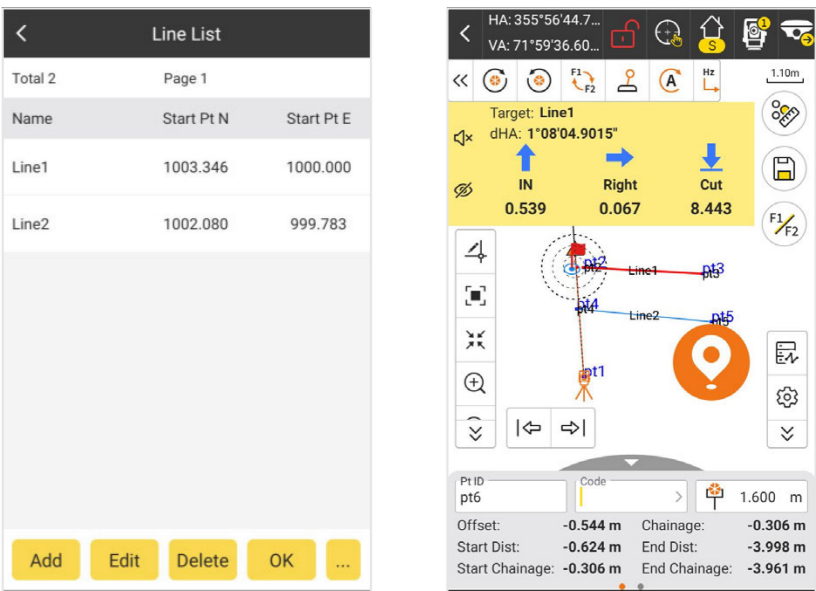 Line List
Total 2 Page 1
Name Start Pt N Start Pt E
Line1 1003.346 1000.000
Line2 1002.080 999.783
Add Edit Delete OK ...
HA: 355°56'44.7...
VA: 71°59'36.60...
S
1
F1 F2
A
Hz
1.10m
Target: Line1
dHA: 1°08'04.9015"
IN Right Cut
0.539 0.067 8.443
F1/F2
pt2
pt2 Line1 pt3
pt3
pt4
pt4 Line2 pt5
pt5
pt1
Pt ID Code
pt6 1.600 m
Offset: -0.544 m Chainage: -0.306 m
Start Dist: -0.624 m End Dist: -3.998 m
Start Chainage: -0.306 m End Chainage: -3.961 m